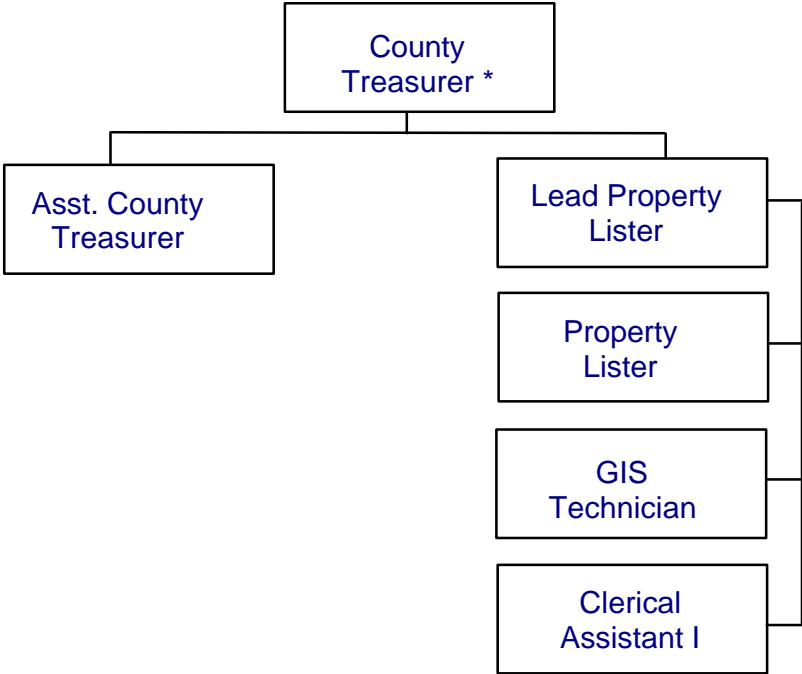 County
Treasurer *
Asst. County
Treasurer
Lead Property
Lister
Property
Lister
GIS
Technician
Clerical
Assistant I